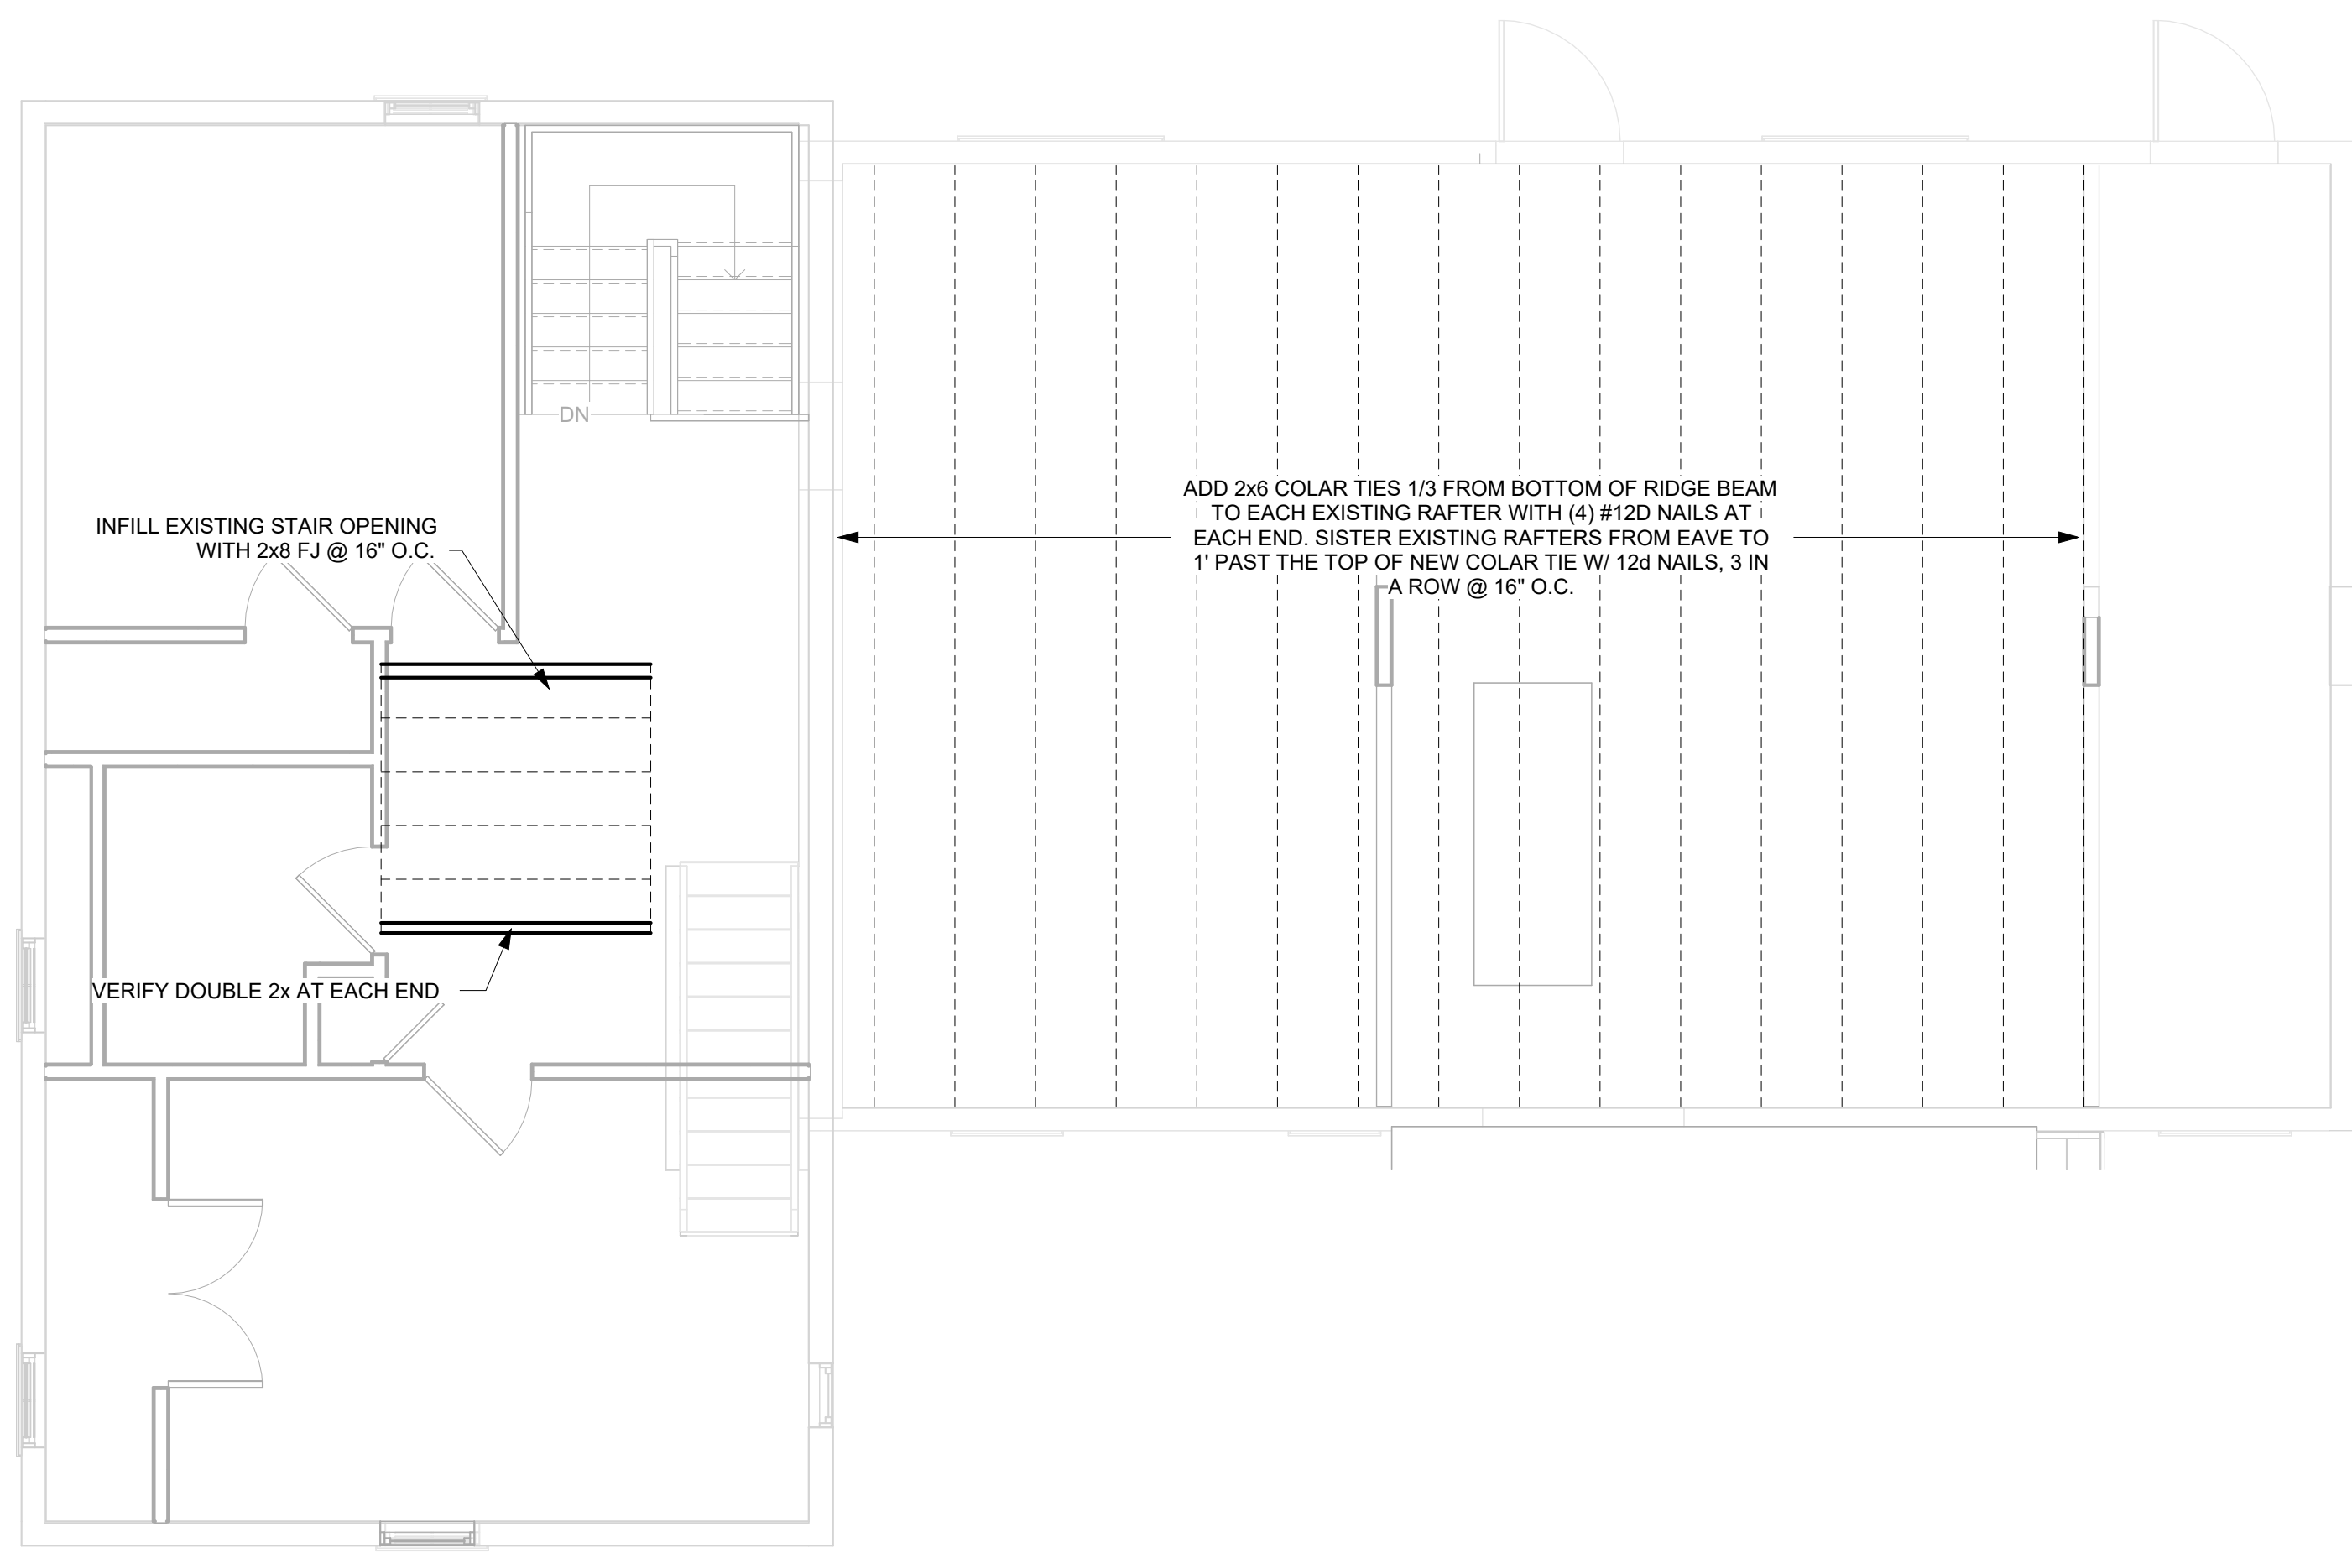 DN
ADD 2x6 COLAR TIES 1/3 FROM BOTTOM OF RIDGE BEAM
TO EACH EXISTING RAFTER WITH (4) #12D NAILS AT
EACH END. SISTER EXISTING RAFTERS FROM EAVE TO
1' PAST THE TOP OF NEW COLAR TIE W/ 12d NAILS, 3 IN
A ROW @ 16" O.C.
INFILL EXISTING STAIR OPENING
WITH 2x8 FJ @ 16" O.C.
VERIFY DOUBLE 2x AT EACH END